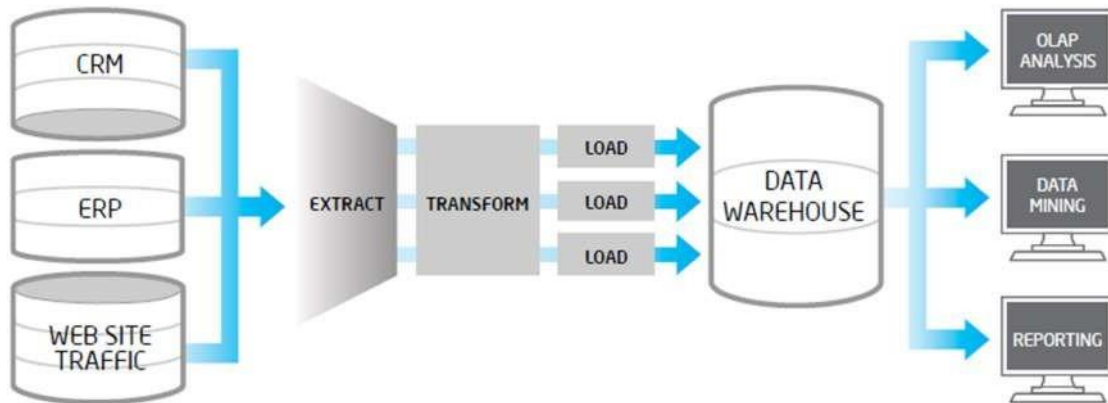 CRM
ERP
WEB SITE
TRAFFIC
EXTRACT
TRANSFORM
LOAD
LOAD
LOAD
DATA
WAREHOUSE
OLAP
ANALYSIS
DATA
MINING
REPORTING